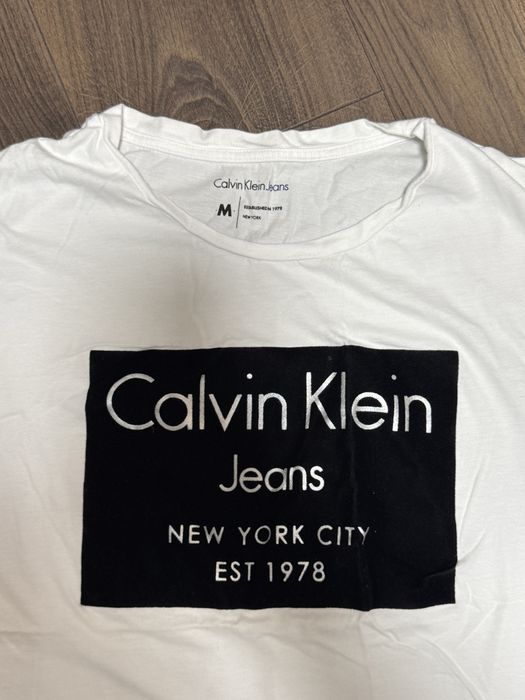 Calvin Klein Jeans
M
ESTABLISHED 1978
NEW YORK
Calvin Klein
Jeans
NEW YORK CITY
EST 1978